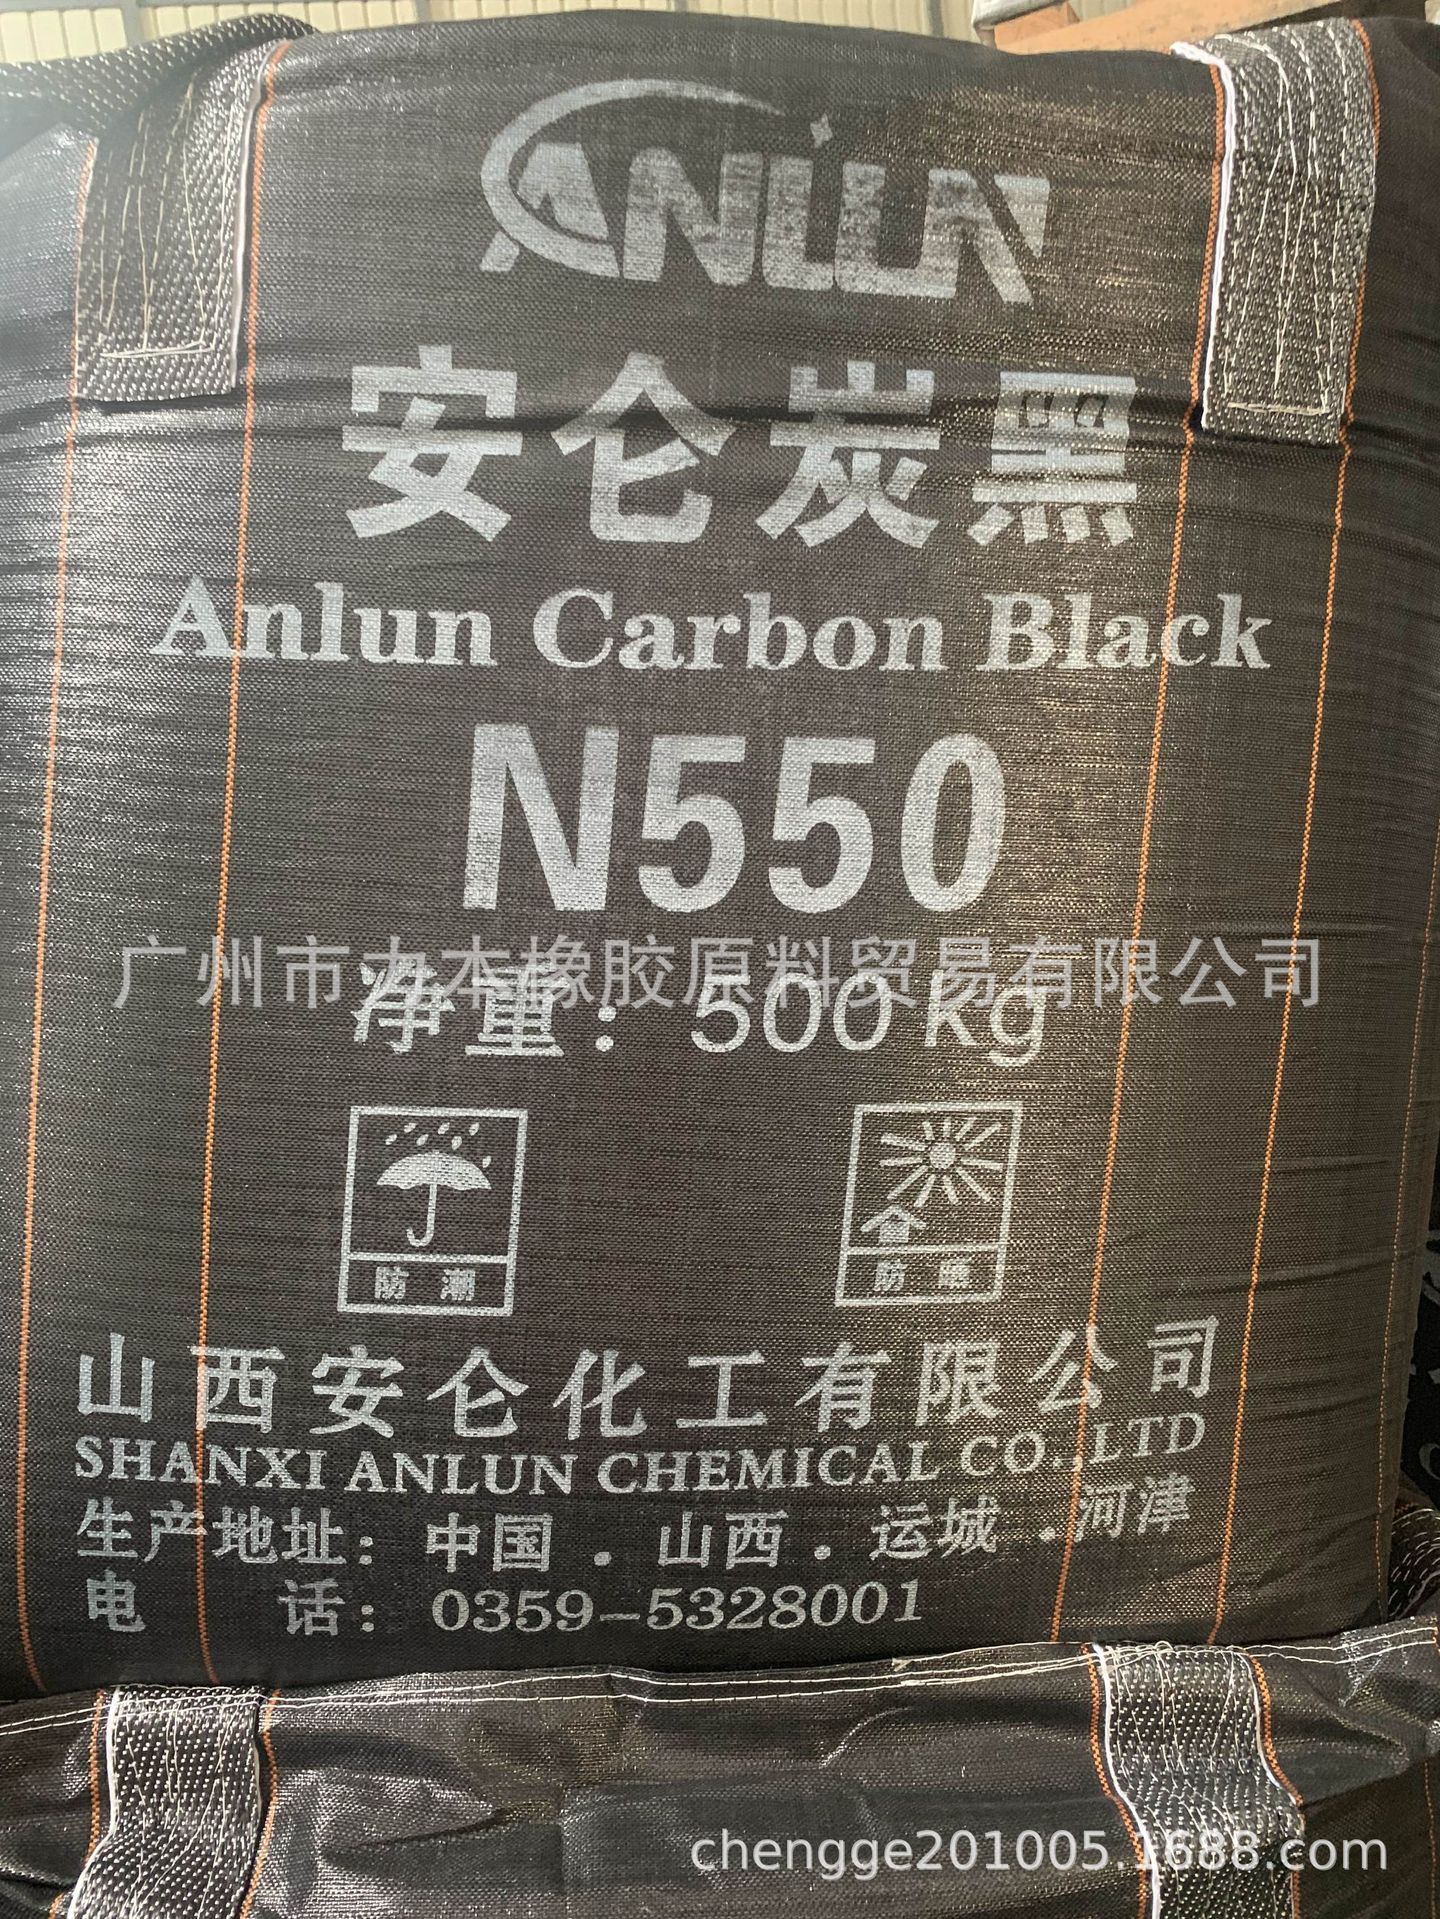 ANLUN
安仑炭黑
Anlun Carbon Black
N550
广州市力本橡胶原料贸易有限公司
净重：500kg
防潮
防晒
山西安仑化工有限公司
SHANXI ANLUN CHEMICAL CO.,LTD
生产地址：中国．山西．运城．河津
电 话：0359-5328001
chengge201005.1688.com